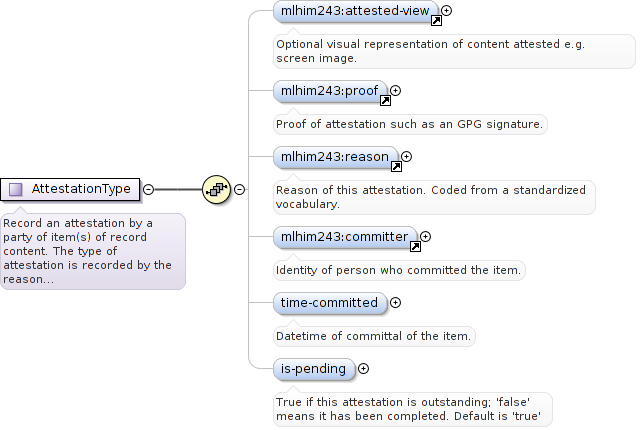 mlhim243:attested-view
Optional visual representation of content attested e.g.
screen image.
mlhim243:proof
Proof of attestation such as an GPG signature.
mlhim243:reason
Reason of this attestation. Coded from a standardized
vocabulary.
AttestationType
Record an attestation by a
party of item(s) of record
content. The type of
attestation is recorded by the
reason...
mlhim243:committer
Identity of person who committed the item.
time-committed
Datetime of committal of the item.
is-pending
True if this attestation is outstanding; 'false'
means it has been completed. Default is 'true'